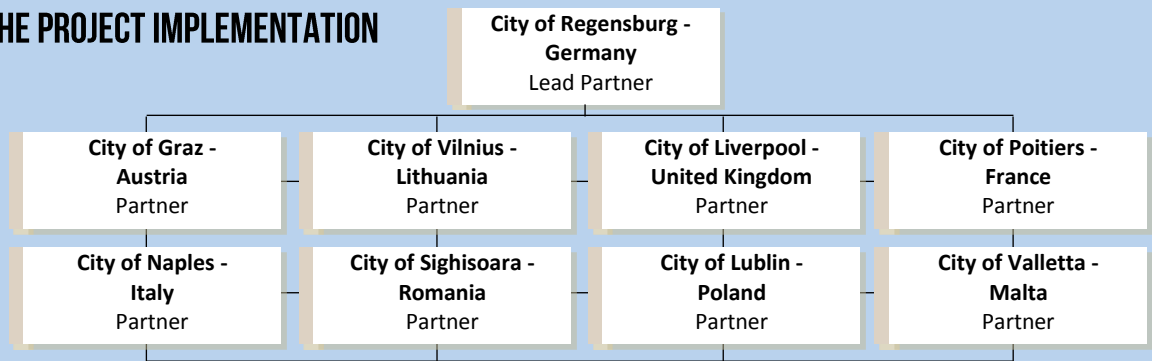 HE PROJECT IMPLEMENTATION
City of Regensburg -
Germany
Lead Partner
City of Graz -
Austria
Partner
City of Vilnius -
Lithuania
Partner
City of Liverpool -
United Kingdom
Partner
City of Poitiers -
France
Partner
City of Naples -
Italy
Partner
City of Sighisoara -
Romania
Partner
City of Lublin -
Poland
Partner
City of Valletta -
Malta
Partner